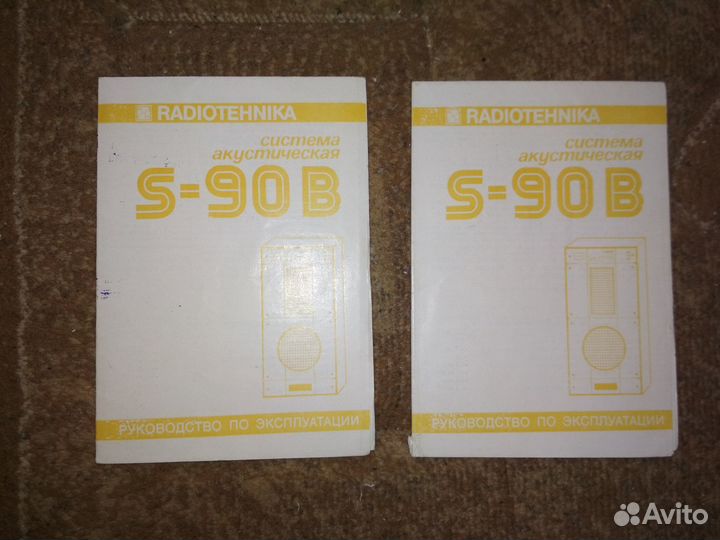 RADIOTEHNIKA
система
акустическая
S-90B
РУКОВОДСТВО ПО ЭКСПЛУАТАЦИИ
RADIOTEHNIKA
система
акустическая
S-90B
РУКОВОДСТВО ПО ЭКСПЛУАТАЦИИ
Avito